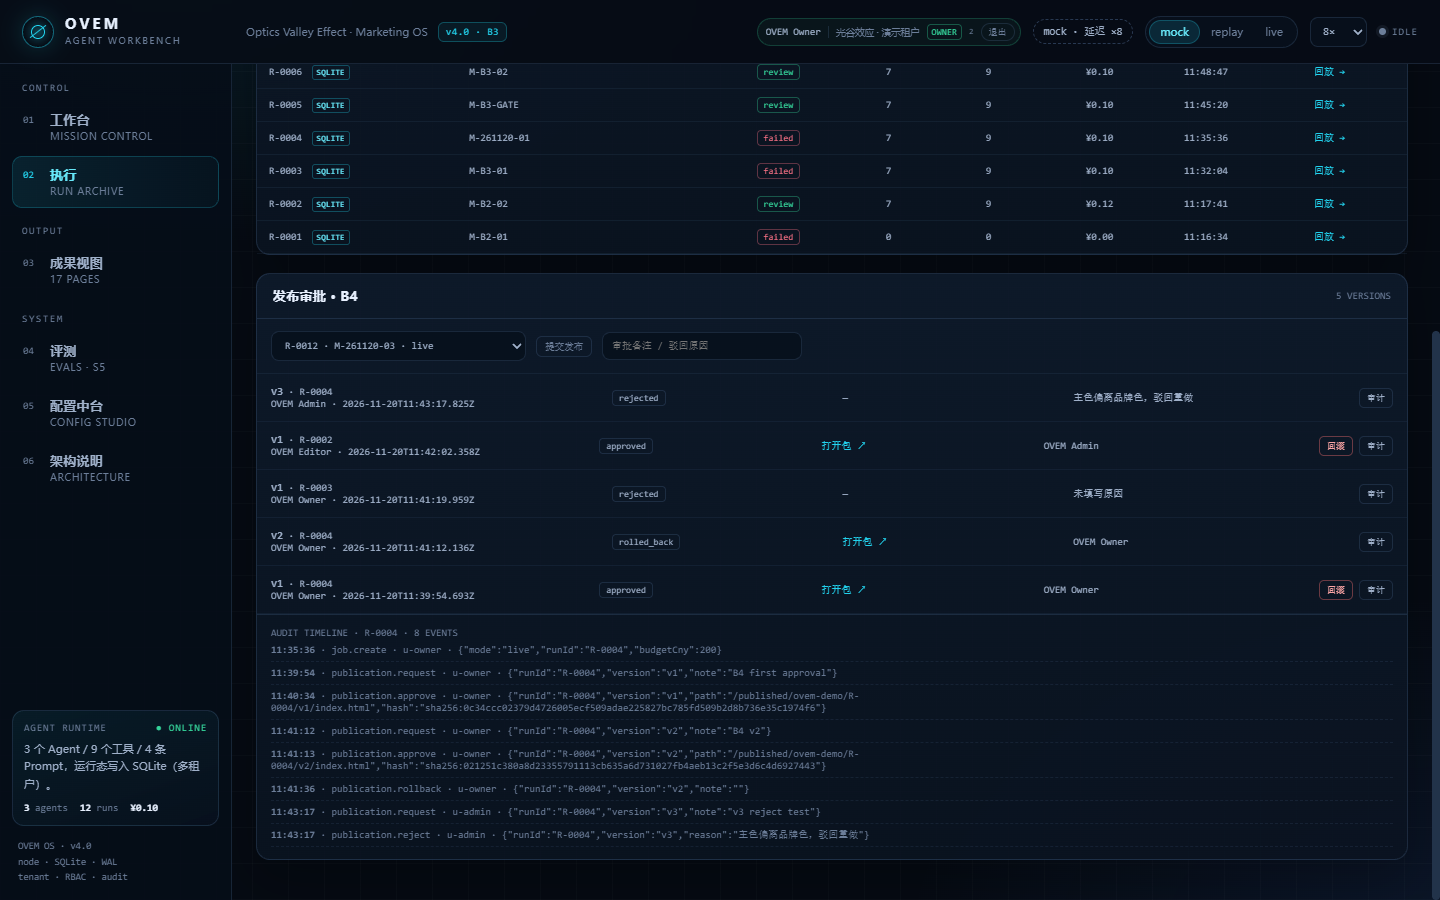 OVEM
AGENT WORKBENCH
Optics Valley Effect · Marketing OS
v4.0 · B3
OVEM Owner
光谷效应·演示租户
OWNER
2
退出
mock · 延迟 ×8
mock
replay
live
8×
IDLE
CONTROL
01 工作台
MISSION CONTROL
02 执行
RUN ARCHIVE
OUTPUT
03 成果视图
17 PAGES
SYSTEM
04 评测
EVALS · S5
05 配置中台
CONFIG STUDIO
06 架构说明
ARCHITECTURE
AGENT RUNTIME ● ONLINE
3 个 Agent / 9 个工具 / 4 条
Prompt，运行态写入 SQLite（多租
户）。
3 agents 12 runs ¥0.10
OVEM OS · v4.0
node · SQLite · WAL
tenant · RBAC · audit
R-0006 SQLITE M-B3-02 review 7 9 ¥0.10 11:48:47 回放 →
R-0005 SQLITE M-B3-GATE review 7 9 ¥0.10 11:45:20 回放 →
R-0004 SQLITE M-261120-01 failed 7 9 ¥0.10 11:35:36 回放 →
R-0003 SQLITE M-B3-01 failed 7 9 ¥0.10 11:32:04 回放 →
R-0002 SQLITE M-B2-02 review 7 9 ¥0.12 11:17:41 回放 →
R-0001 SQLITE M-B2-01 failed 0 0 ¥0.00 11:16:34 回放 →
发布审批 • B4
5 VERSIONS
R-0012 · M-261120-03 · live
提交发布
审批备注 / 驳回原因
v3 · R-0004
OVEM Admin · 2026-11-20T11:43:17.825Z
rejected
—
主色偏离品牌色，驳回重做
审计
v1 · R-0002
OVEM Editor · 2026-11-20T11:42:02.358Z
approved
打开包 ↗
OVEM Admin
回滚
审计
v1 · R-0003
OVEM Owner · 2026-11-20T11:41:19.959Z
rejected
—
未填写原因
审计
v2 · R-0004
OVEM Owner · 2026-11-20T11:41:12.136Z
rolled_back
打开包 ↗
OVEM Owner
审计
v1 · R-0004
OVEM Owner · 2026-11-20T11:39:54.693Z
approved
打开包 ↗
OVEM Owner
回滚
审计
AUDIT TIMELINE · R-0004 · 8 EVENTS
11:35:36 · job.create · u-owner · {"mode":"live","runId":"R-0004","budgetCny":200}
11:39:54 · publication.request · u-owner · {"runId":"R-0004","version":"v1","note":"B4 first approval"}
11:40:34 · publication.approve · u-owner · {"runId":"R-0004","version":"v1","path":"/published/ovem-demo/R-
0004/v1/index.html","hash":"sha256:0c34ccc02379d4726005ecf509adae225827bc785fd509b2d8b736e35c1974f6"}
11:41:12 · publication.request · u-owner · {"runId":"R-0004","version":"v2","note":"B4 v2"}
11:41:13 · publication.approve · u-owner · {"runId":"R-0004","version":"v2","path":"/published/ovem-demo/R-
0004/v2/index.html","hash":"sha256:021251c380a8d23355791113cb635a6d731027fb4aeb13c2f5e3d6c4d6927443"}
11:41:36 · publication.rollback · u-owner · {"runId":"R-0004","version":"v2","note":""}
11:43:17 · publication.request · u-admin · {"runId":"R-0004","version":"v3","note":"v3 reject test"}
11:43:17 · publication.reject · u-admin · {"runId":"R-0004","version":"v3","reason":"主色偏离品牌色，驳回重做"}